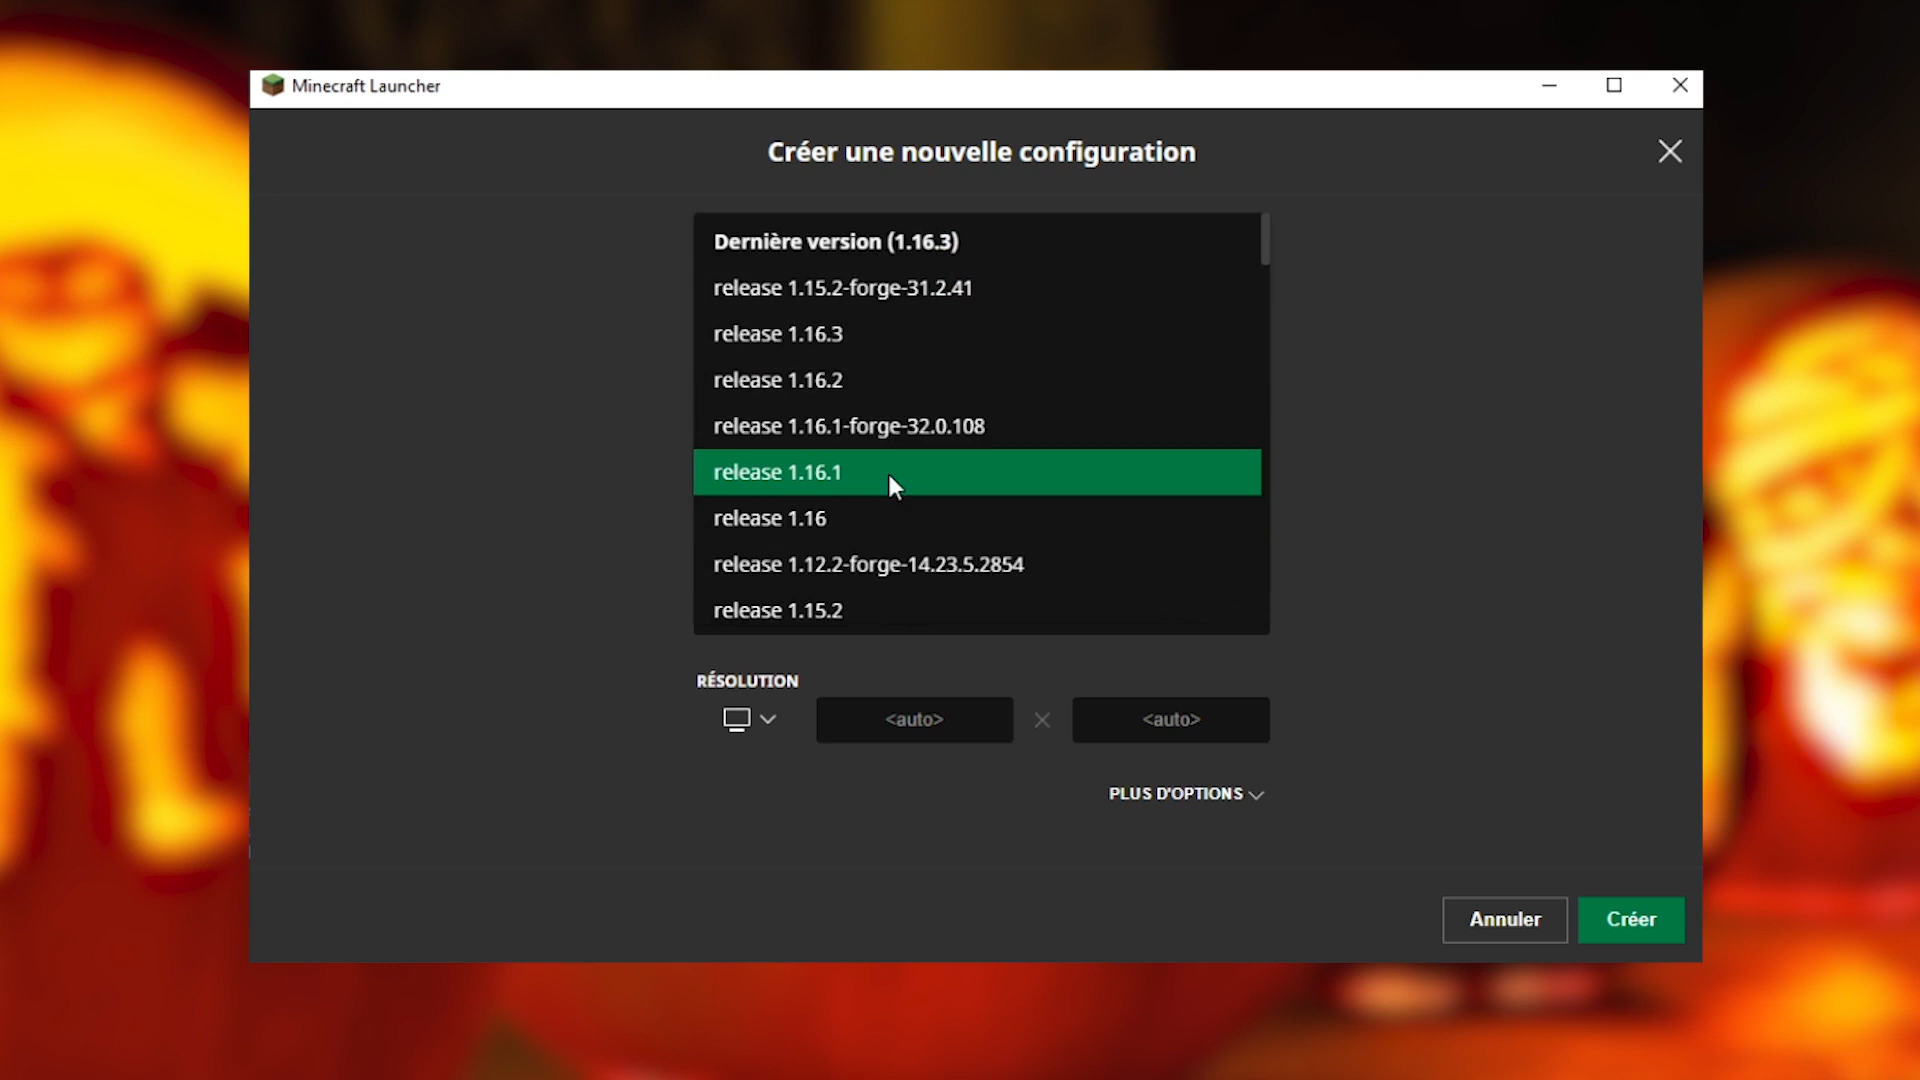 Minecraft Launcher
Créer une nouvelle configuration
Dernière version (1.16.3)
release 1.15.2-forge-31.2.41
release 1.16.3
release 1.16.2
release 1.16.1-forge-32.0.108
release 1.16.1
release 1.16
release 1.12.2-forge-14.23.5.2854
release 1.15.2
RÉSOLUTION
<auto> <auto>
PLUS D'OPTIONS
Annuler Créer